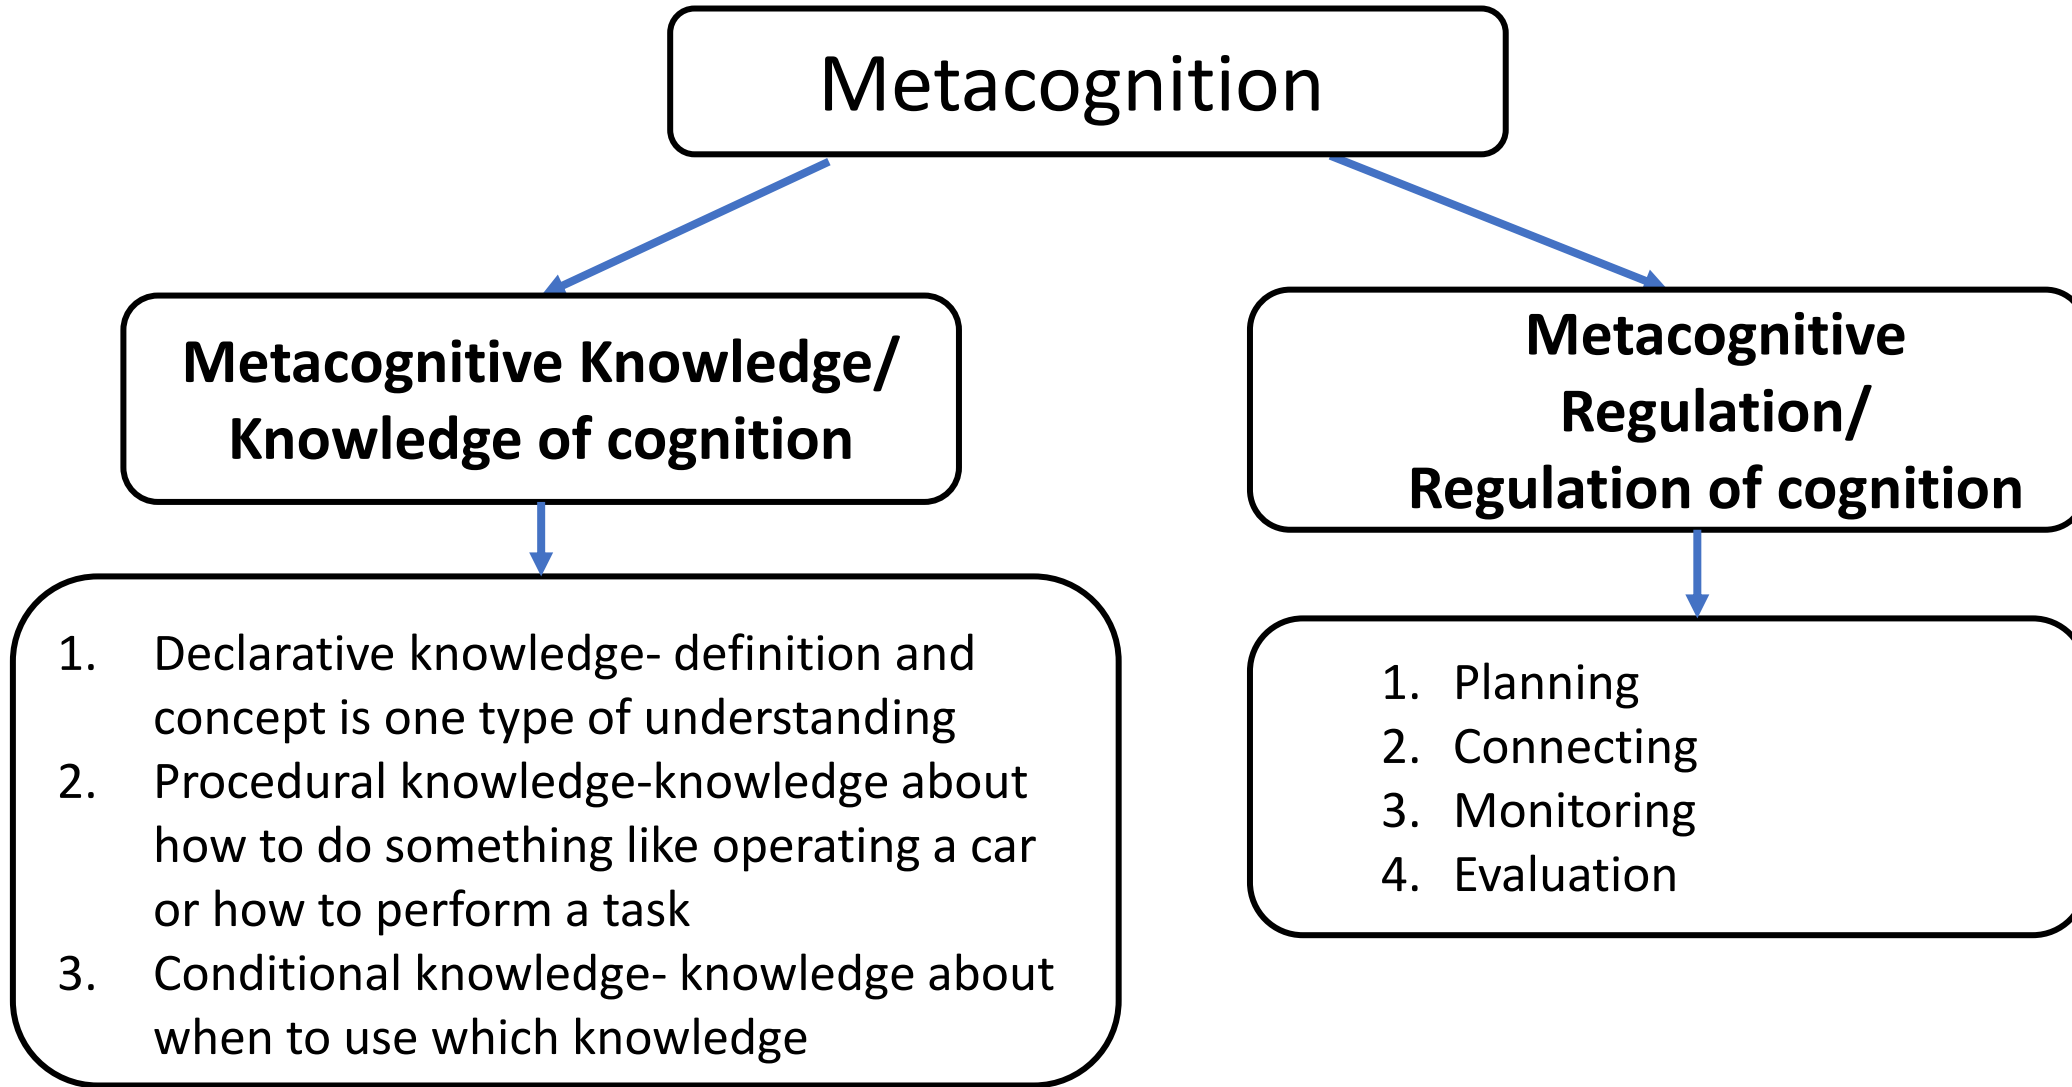 Metacognition
Metacognitive Knowledge/
Knowledge of cognition
Metacognitive
Regulation/
Regulation of cognition
1. Declarative knowledge- definition and
concept is one type of understanding
2. Procedural knowledge-knowledge about
how to do something like operating a car
or how to perform a task
3. Conditional knowledge- knowledge about
when to use which knowledge
1. Planning
2. Connecting
3. Monitoring
4. Evaluation